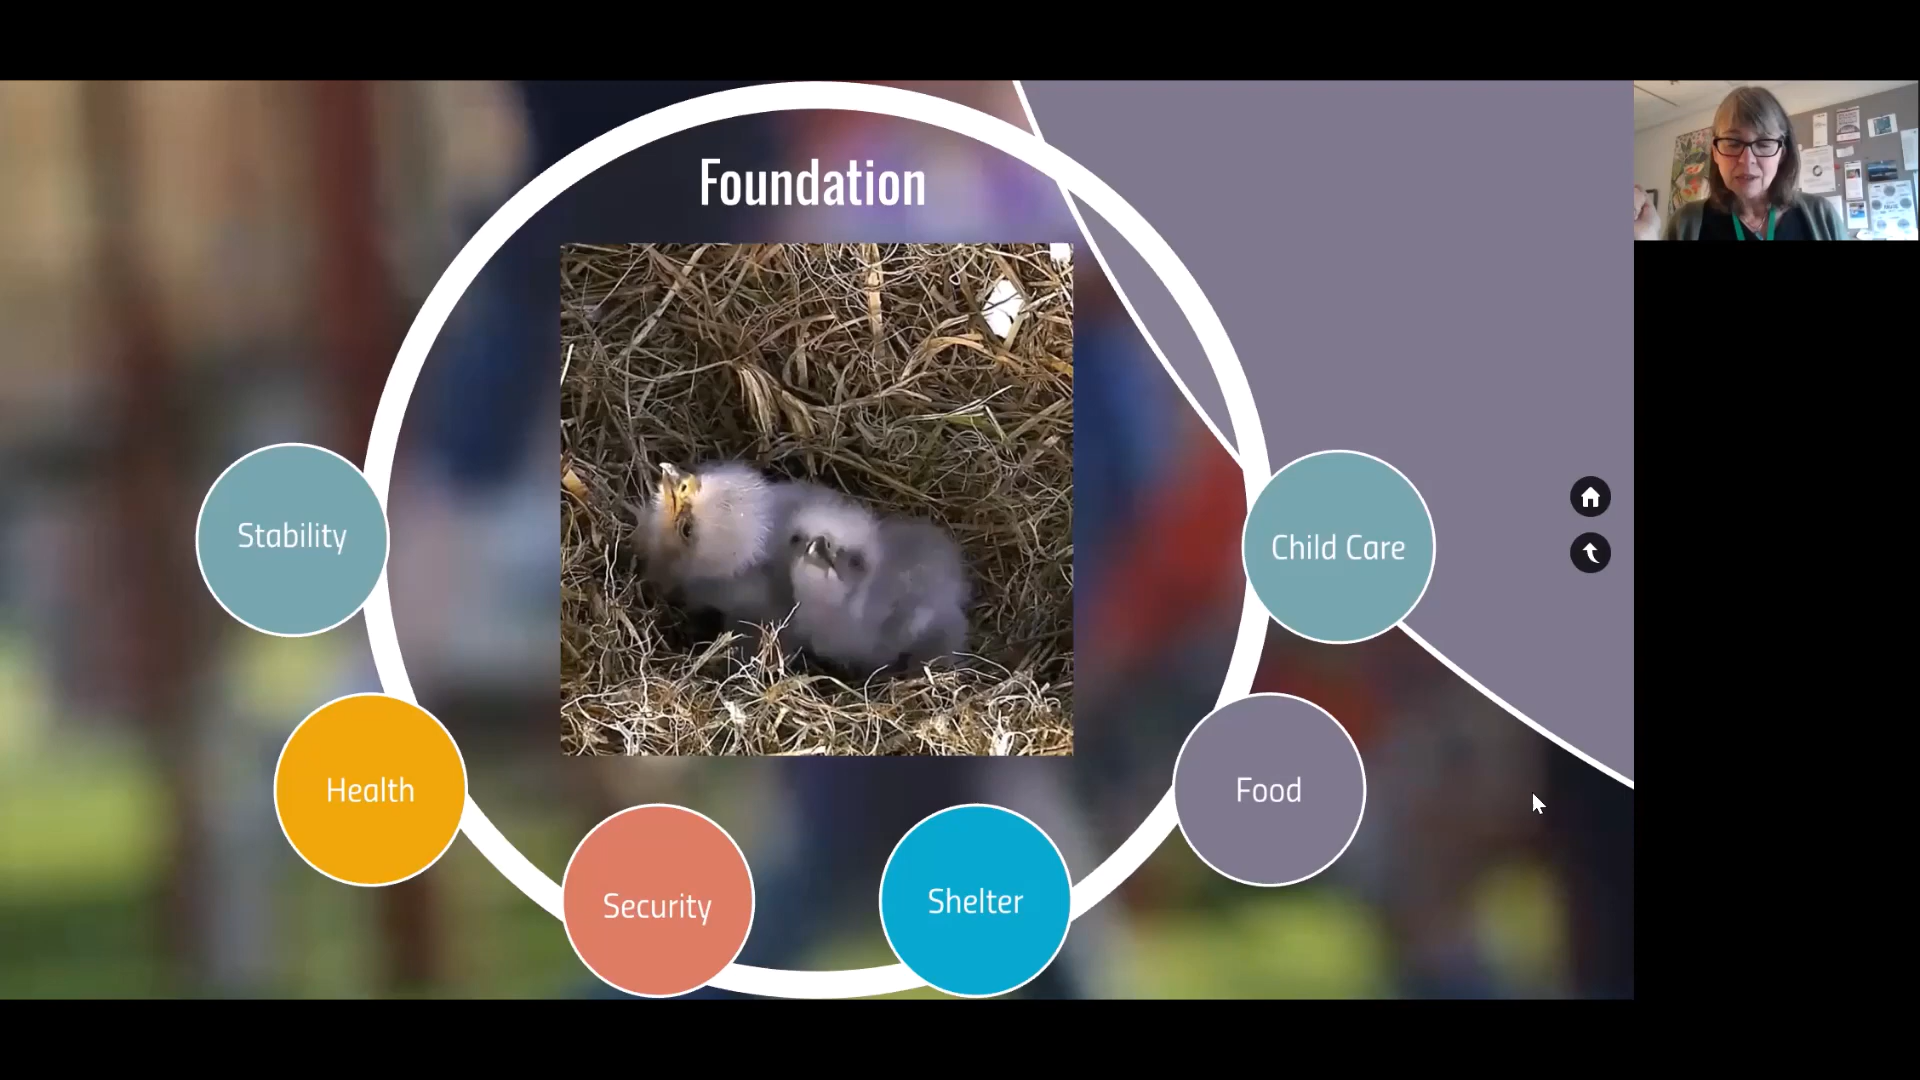 Foundation
Stability
Child Care
Health
Food
Security
Shelter